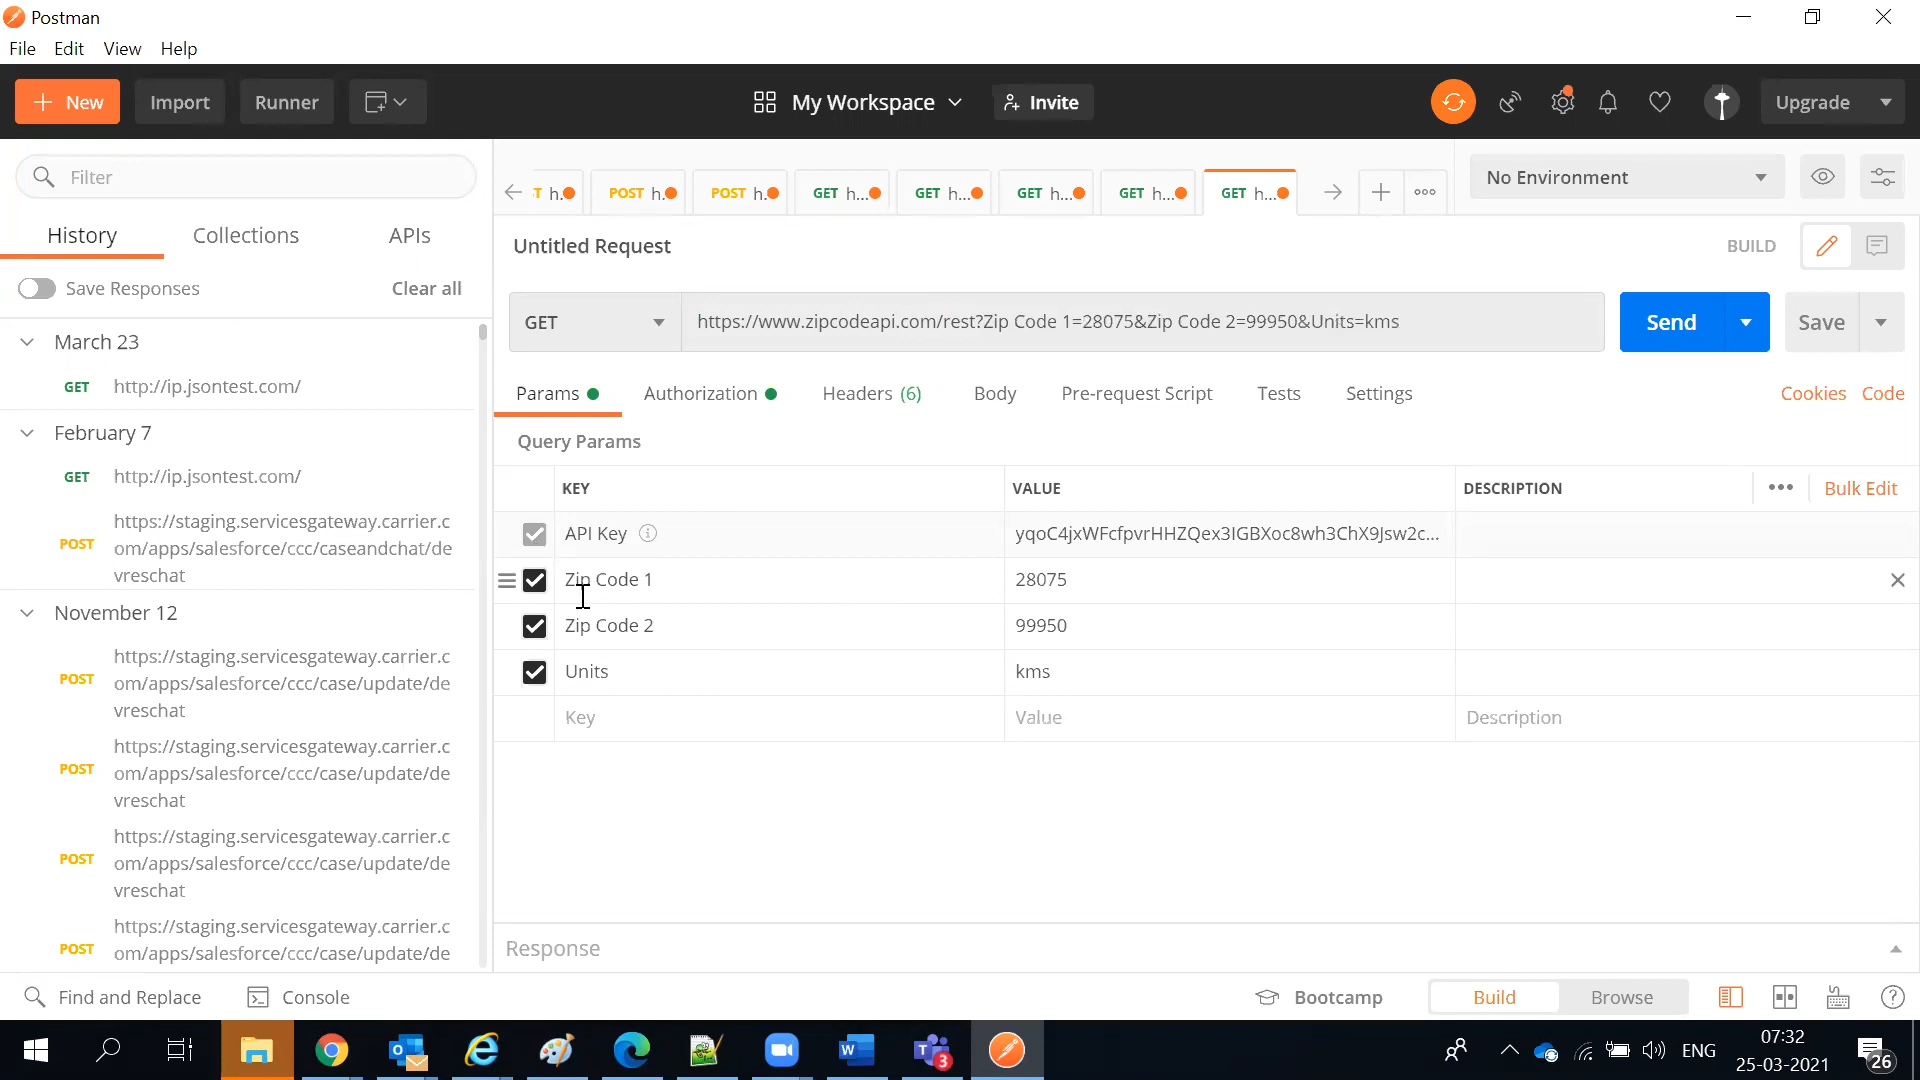 Postman
File Edit View Help
New Import Runner My Workspace Invite Upgrade
Filter
T h. POST h. POST h. GET h... GET h... GET h... GET h... GET h...
No Environment
History Collections APIs
Untitled Request BUILD
Save Responses Clear all
GET https://www.zipcodeapi.com/rest?Zip Code 1=28075&Zip Code 2=99950&Units=kms Send Save
March 23
GET http://ip.jsontest.com/
Params Authorization Headers (6) Body Pre-request Script Tests Settings Cookies Code
February 7
Query Params
GET http://ip.jsontest.com/
KEY VALUE DESCRIPTION Bulk Edit
POST https://staging.servicesgateway.carrier.c
om/apps/salesforce/ccc/caseandchat/de
vreschat
API Key yqoC4jxWFcfpvrHHZQex3IGBXoc8wh3ChX9Jsw2c...
Zip Code 1 28075
November 12
Zip Code 2 99950
POST https://staging.servicesgateway.carrier.c
om/apps/salesforce/ccc/case/update/de
vreschat
Units kms
Key Value Description
POST https://staging.servicesgateway.carrier.c
om/apps/salesforce/ccc/case/update/de
vreschat
POST https://staging.servicesgateway.carrier.c
om/apps/salesforce/ccc/case/update/de
vreschat
POST https://staging.servicesgateway.carrier.c
om/apps/salesforce/ccc/case/update/de
Response
Find and Replace Console Bootcamp Build Browse
3 ENG 07:32
25-03-2021 26